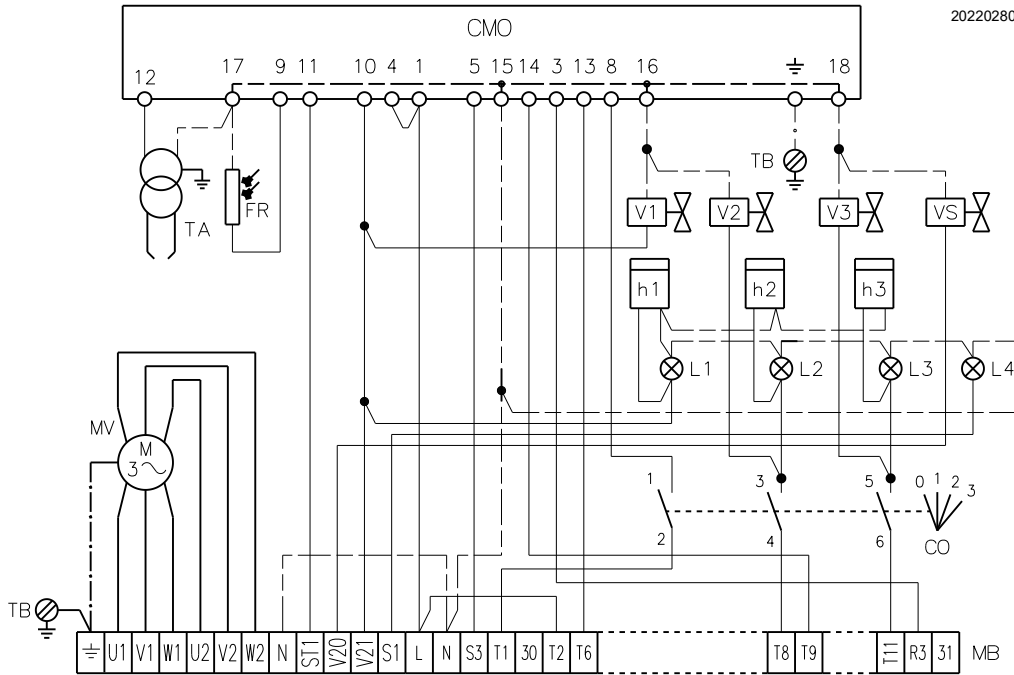 20220280
CMO
12 17 9 11 10 4 1 5 15 14 3 13 8 16 18
TB
FR
TA
V1 V2 V3 VS
h1 h2 h3
L1 L2 L3 L4
MV
M
3
1 3 5 0 1 2 3
2 4 6 CO
TB
U1 V1 W1 U2 V2 W2 N ST1 V20 V21 S1 L N S3 T1 30 T2 T6 T8 T9 T11 R3 31 MB